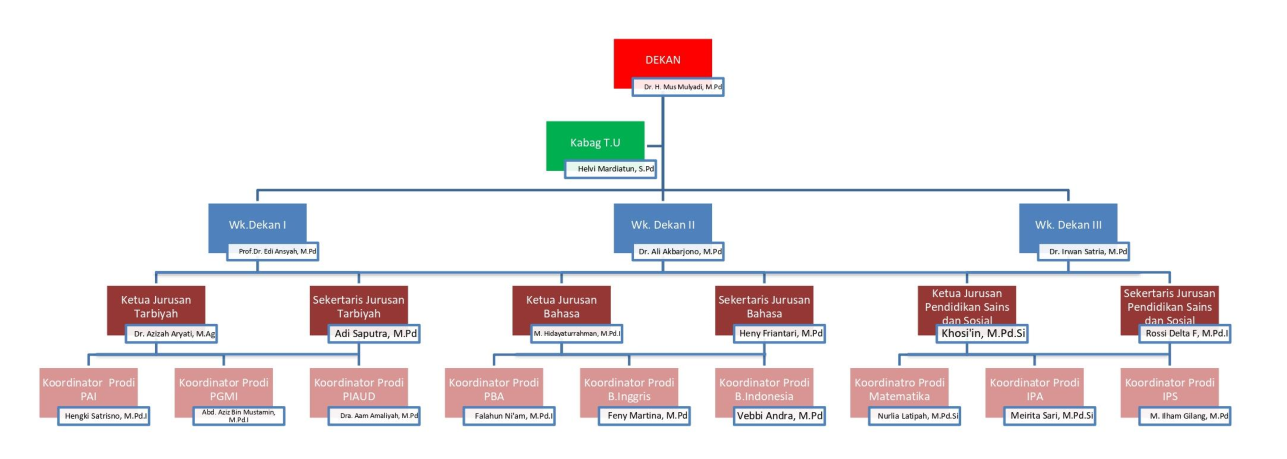 DEKAN
Dr. H. Mus Mulyadi, M.Pd
Kabag T.U
Helvi Mardiatun, S.Pd
Wk.Dekan I
Prof.Dr. Edi Ansyah, M.Pd
Wk. Dekan II
Dr. Ali Akbarjono, M.Pd
Wk. Dekan III
Dr. Irwan Satria, M.Pd
Ketua Jurusan
Tarbiyah
Dr. Azizah Aryati, M.Ag
Sekertaris Jurusan
Tarbiyah
Adi Saputra, M.Pd
Ketua Jurusan
Bahasa
M. Hidayaturrahman, M.Pd.I
Sekertaris Jurusan
Bahasa
Heny Friantari, M.Pd
Ketua Jurusan
Pendidikan Sains
dan Sosial
Khosi'in, M.Pd.Si
Sekertaris Jurusan
Pendidikan Sains
dan Sosial
Rossi Delta F, M.Pd.I
Koordinator Prodi
PAI
Hengki Satrisno, M.Pd.I
Koordinator Prodi
PGMI
Abd. Aziz Bin Mustamin,
M.Pd.I
Koordinator Prodi
PIAUD
Dra. Aam Amaliyah, M.Pd
Koordinator Prodi
PBA
Falahun Ni'am, M.Pd.I
Koordinator Prodi
B.Inggris
Feny Martina, M.Pd
Koordinator Prodi
B.Indonesia
Vebbi Andra, M.Pd
Koordinatro Prodi
Matematika
Nurlia Latipah, M.Pd.Si
Koordinator Prodi
IPA
Meirita Sari, M.Pd.Si
Koordinator Prodi
IPS
M. Ilham Gilang, M.Pd